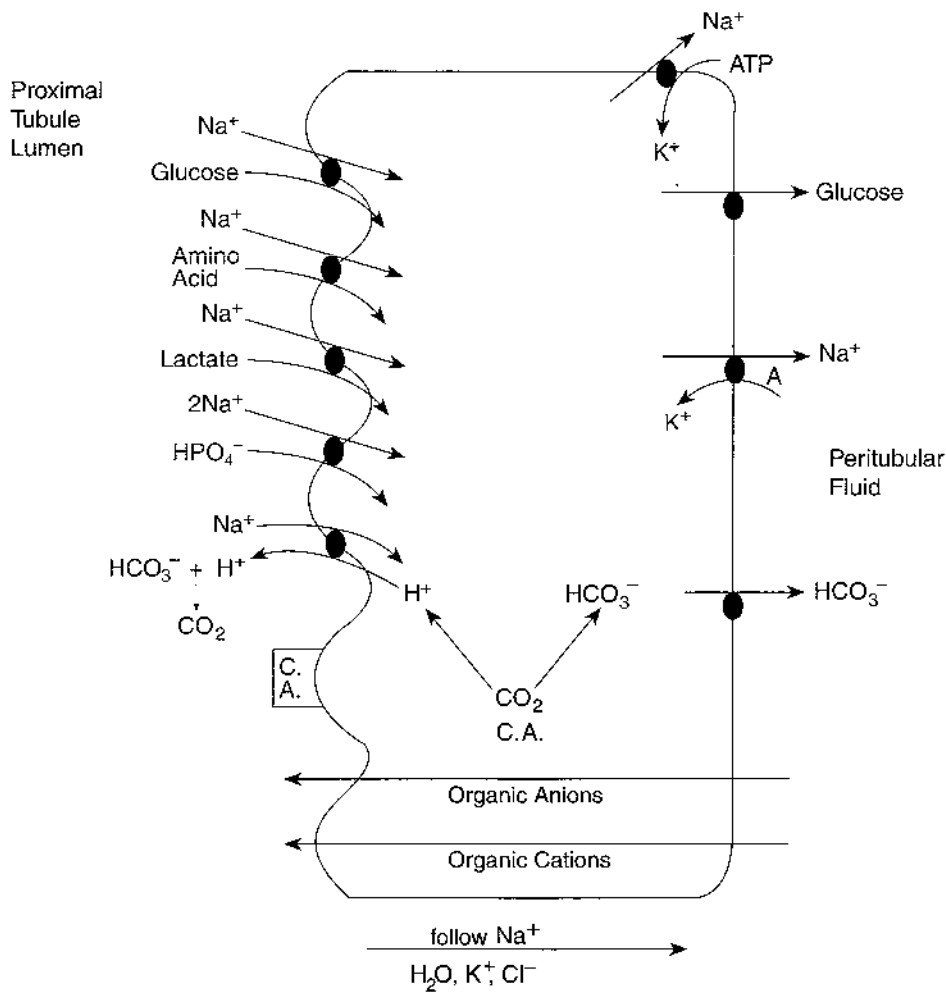 Proximal
Tubule
Lumen
Na⁺
ATP
K⁺
Na⁺
Glucose
Glucose
Na⁺
Amino
Acid
Na⁺
Lactate
Na⁺
A
K⁺
2Na⁺
HPO₄⁻
Peritubular
Fluid
Na⁺
HCO₃⁻ + H⁺
CO₂
H⁺
HCO₃⁻
HCO₃⁻
C.
A.
CO₂
C.A.
Organic Anions
Organic Cations
follow Na⁺
H₂O, K⁺, Cl⁻